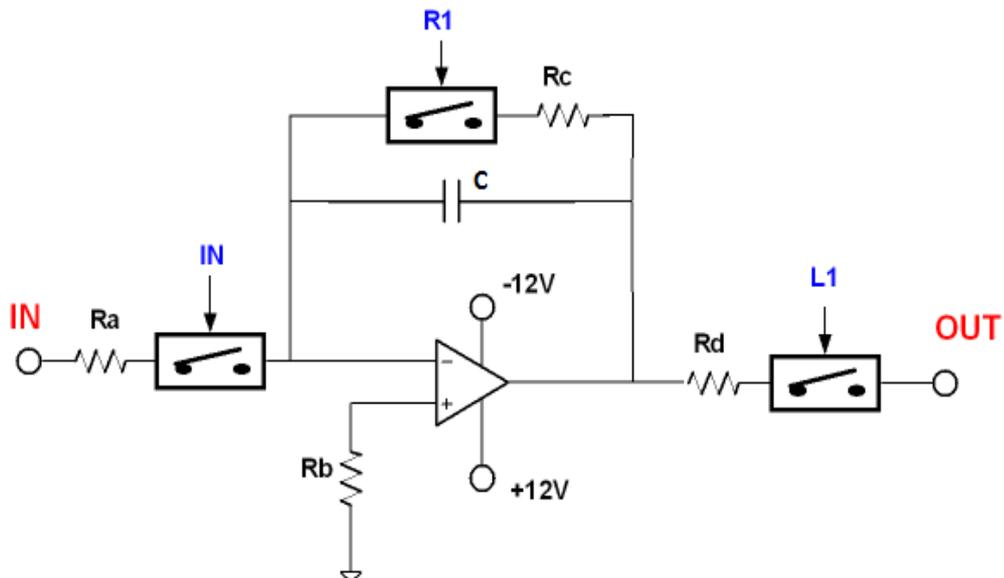 R1
Rc
C
IN
-12V
L1
IN
Ra
Rd
OUT
−
+
Rb
+12V